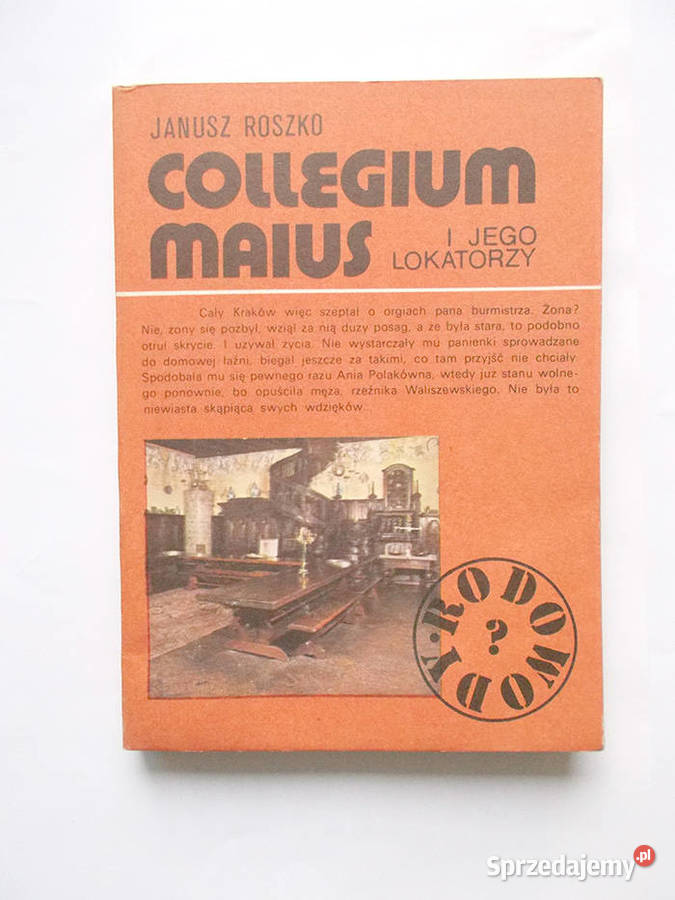 JANUSZ ROSZKO
COLLEGIUM
MAIUS
I JEGO
LOKATORZY
Cały Kraków więc szeptał o orgiach pana burmistrza. Żona?
Nie, żony się pozbył, wziął za nią duży posag, a że była stara, to podobno
otruł skrycie. I używał życia. Nie wystarczały mu panienki sprowadzane
do domowej łaźni, biegał jeszcze za takimi, co tam przyjść nie chciały.
Spodobała mu się pewnego razu Ania Polakówna, wtedy już stanu wolne-
go ponownie, bo opuściła męża, rzeźnika Waliszewskiego. Nie była to
niewiasta skąpiąca swych wdzięków...
RODOWODY
?
Sprzedajemy.pl